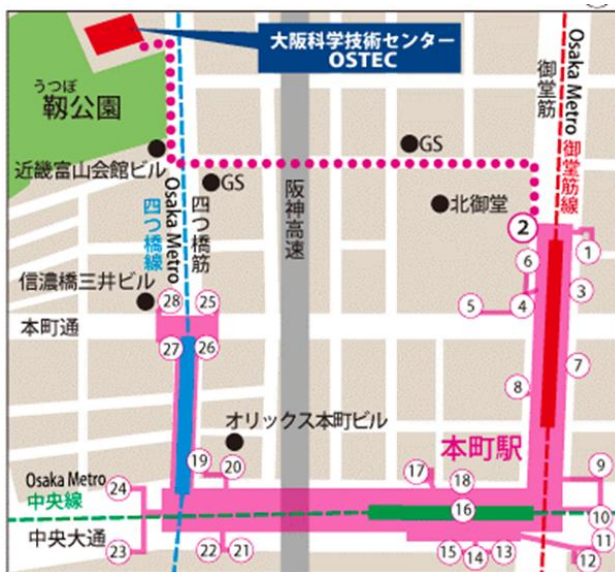 大阪科学技術センター
OSTEC
うつぼ
靭公園
近畿富山会館ビル
GS
GS
北御堂
御堂筋
Osaka Metro 御堂筋線
Osaka Metro 四つ橋線
四つ橋筋
阪神高速
信濃橋三井ビル
本町通
オリックス本町ビル
本町駅
Osaka Metro
中央線
中央大通
2
1
6
3
5
4
28
25
27
26
7
8
19
20
17
18
9
24
16
10
23
22
21
15
14
13
11
12